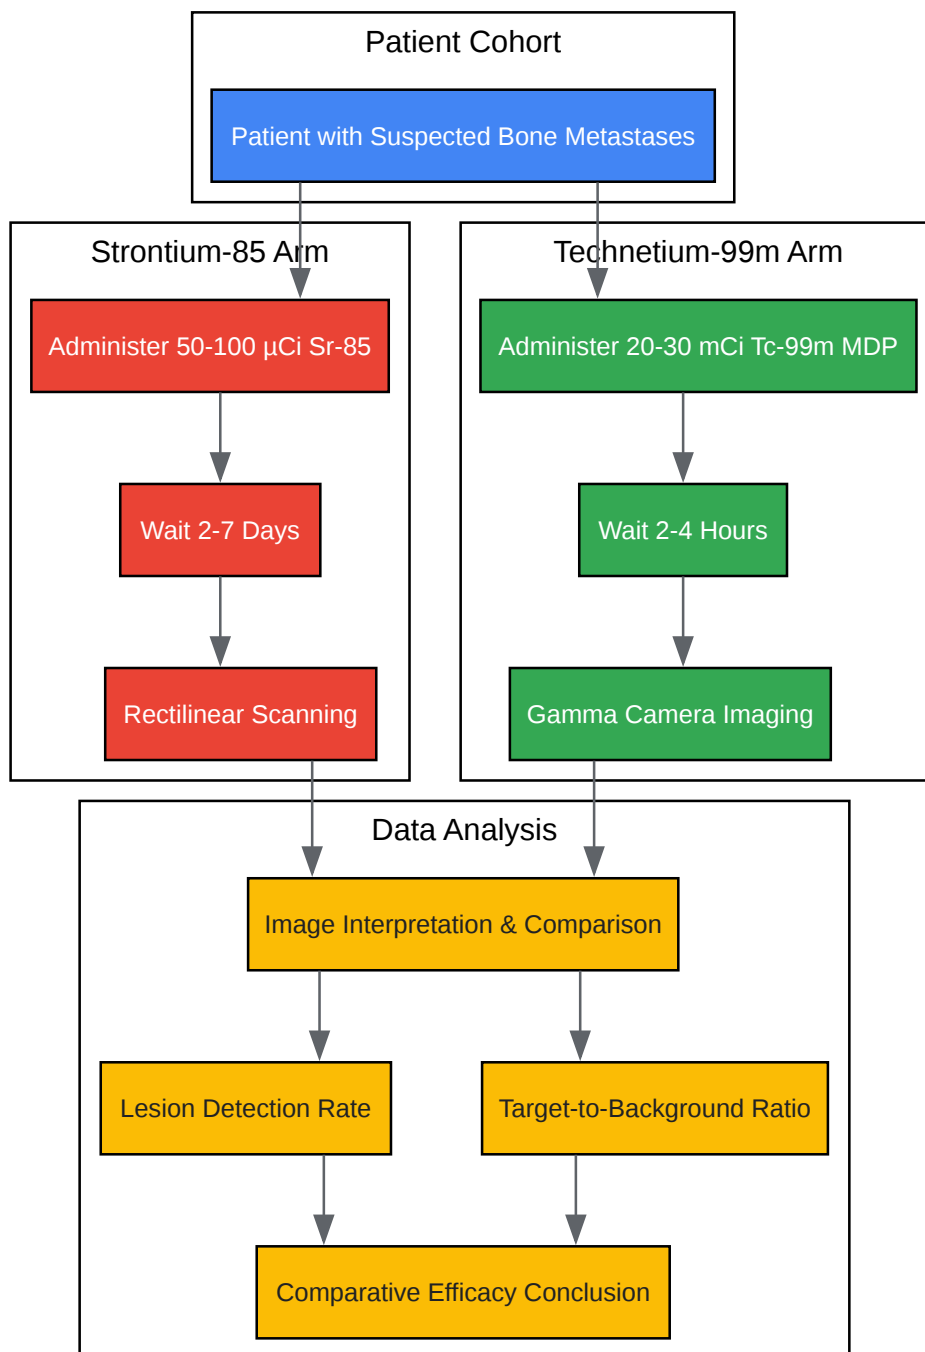 Patient Cohort
Patient with Suspected Bone Metastases
Strontium-85 Arm
Technetium-99m Arm
Administer 50-100 µCi Sr-85
Administer 20-30 mCi Tc-99m MDP
Wait 2-7 Days
Wait 2-4 Hours
Rectilinear Scanning
Gamma Camera Imaging
Data Analysis
Image Interpretation & Comparison
Lesion Detection Rate
Target-to-Background Ratio
Comparative Efficacy Conclusion